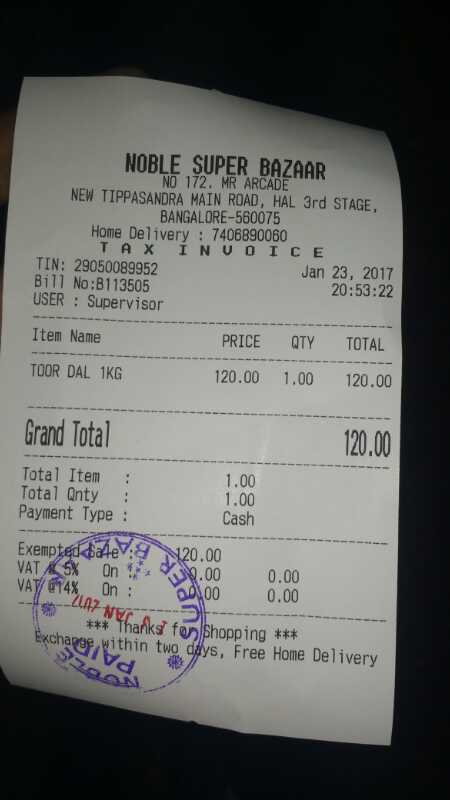 NOBLE SUPER BAZAAR
NO 172. MR ARCADE
NEW TIPPASANDRA MAIN ROAD, HAL 3rd STAGE,
BANGALORE-560075
Home Delivery : 7406890060
TAX INVOICE
TIN: 29050089952 Jan 23, 2017
Bill No:B113505 20:53:22
USER : Supervisor
Item Name PRICE QTY TOTAL
TOOR DAL 1KG 120.00 1.00 120.00
Grand Total 120.00
Total Item : 1.00
Total Qnty : 1.00
Payment Type : Cash
Exempted Sale : 120.00
VAT @ 5% On : 0.00 0.00
VAT @14% On : 0.00 0.00
*** Thanks for Shopping ***
Exchange within two days, Free Home Delivery
NOBLE SUPER BAZAR
JAN 2017
PAID